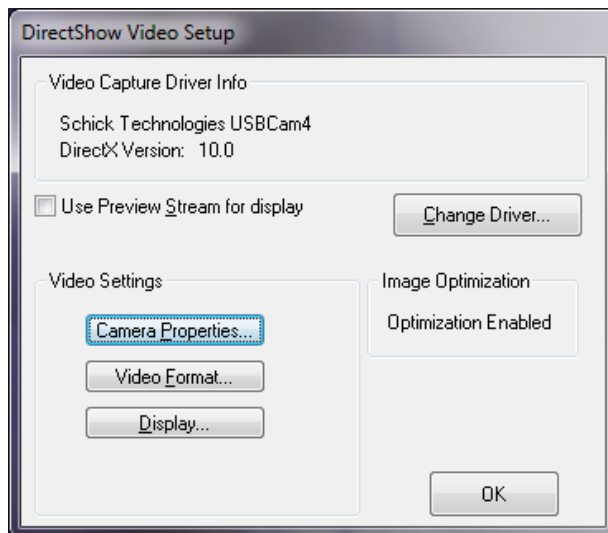 DirectShow Video Setup
Video Capture Driver Info
Schick Technologies USBCam4
DirectX Version: 10.0
Use Preview Stream for display
Change Driver...
Video Settings
Image Optimization
Camera Properties...
Optimization Enabled
Video Format...
Display...
OK